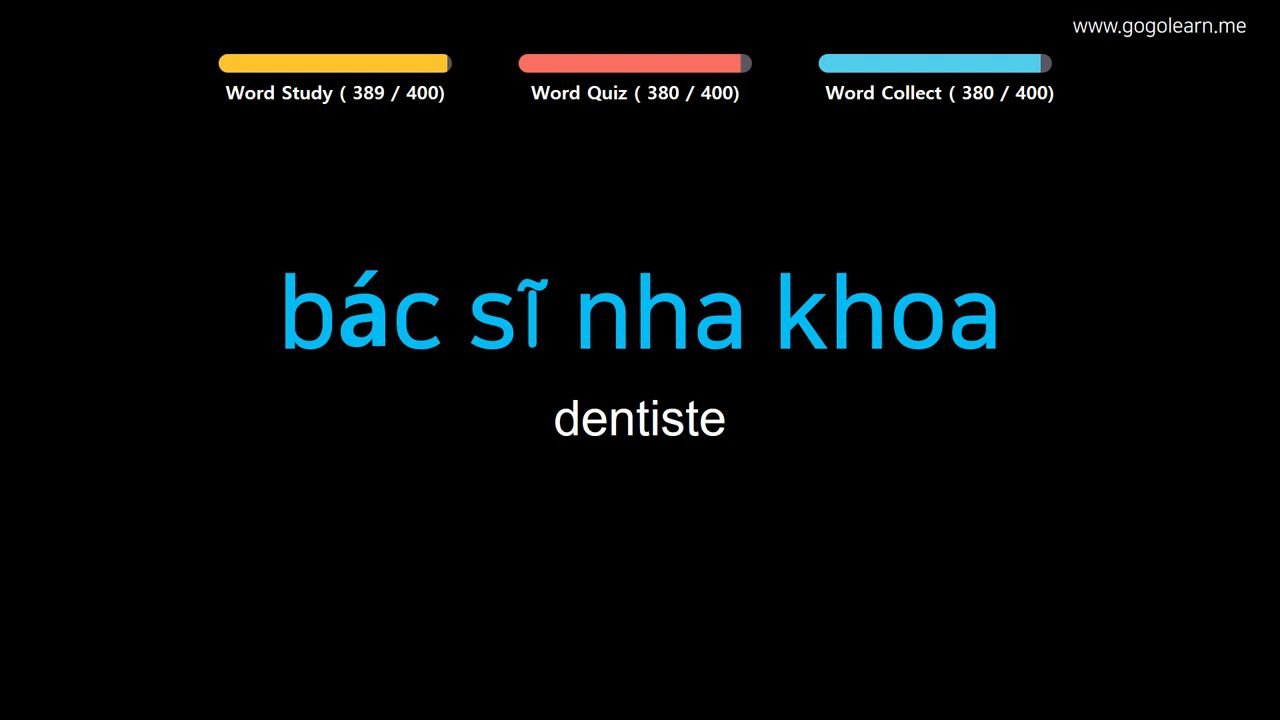 www.gogolearn.me
Word Study ( 389 / 400)
Word Quiz ( 380 / 400)
Word Collect ( 380 / 400)
bác sĩ nha khoa
dentiste